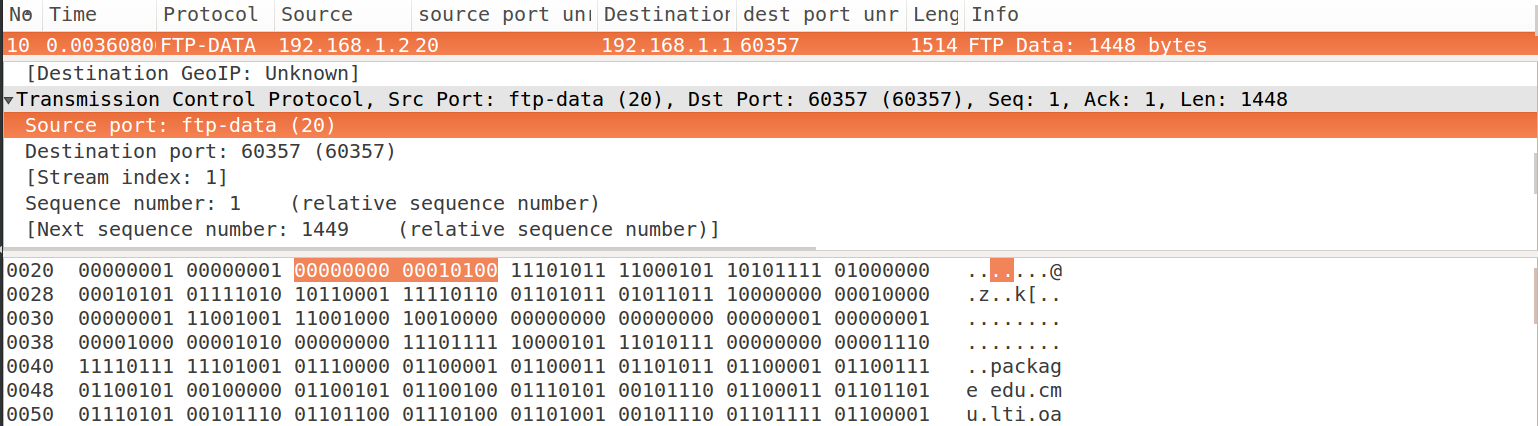 No Time Protocol Source source port unr Destination dest port unr Leng Info
10 0.0036080 FTP-DATA 192.168.1.2 20 192.168.1.1 60357 1514 FTP Data: 1448 bytes
[Destination GeoIP: Unknown]
Transmission Control Protocol, Src Port: ftp-data (20), Dst Port: 60357 (60357), Seq: 1, Ack: 1, Len: 1448
Source port: ftp-data (20)
Destination port: 60357 (60357)
[Stream index: 1]
Sequence number: 1 (relative sequence number)
[Next sequence number: 1449 (relative sequence number)]
0020 00000001 00000001 00000000 00010100 11101011 11000101 10101111 01000000 .......@
0028 00010101 01111010 10110001 11110110 01101011 01011011 10000000 00010000 .z..k[..
0030 00000001 11001001 11001000 10010000 00000000 00000000 00000001 00000001 ........
0038 00001000 00001010 00000000 11101111 10000101 11010111 00000000 00001110 ........
0040 11110111 11101001 01110000 01100001 01100011 01101011 01100001 01100111 ..packag
0048 01100101 00100000 01100101 01100100 01110101 00101110 01100011 01101101 e edu.cm
0050 01110101 00101110 01101100 01110100 01101001 00101110 01101111 01100001 u.lti.oa